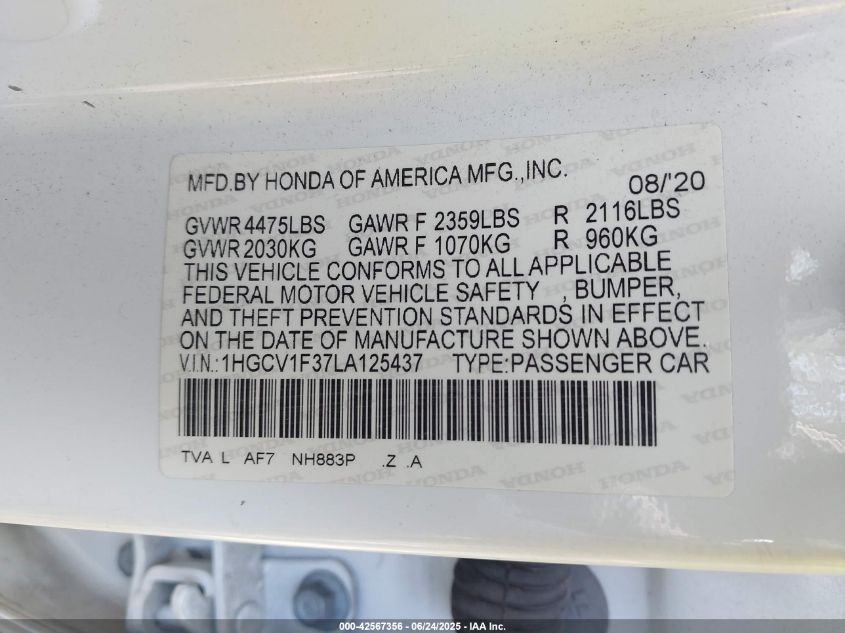 MFD.BY HONDA OF AMERICA MFG.,INC. 08/'20
GVWR 4475LBS GAWR F 2359LBS R 2116LBS
GVWR 2030KG GAWR F 1070KG R 960KG
THIS VEHICLE CONFORMS TO ALL APPLICABLE
FEDERAL MOTOR VEHICLE SAFETY , BUMPER,
AND THEFT PREVENTION STANDARDS IN EFFECT
ON THE DATE OF MANUFACTURE SHOWN ABOVE.
V.I.N.:1HGCV1F37LA125437 TYPE:PASSENGER CAR
TVA L AF7 NH883P .Z .A
000-42567356 - 06/24/2025 - IAA Inc.